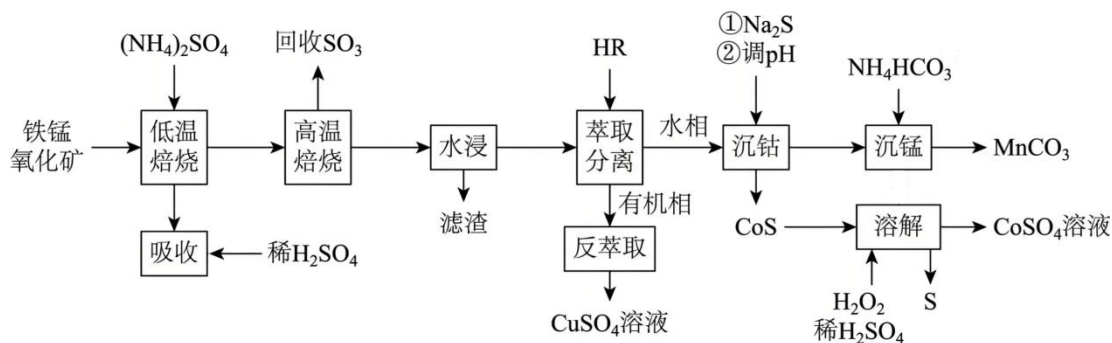 (NH₄)₂SO₄
回收SO₃
HR
①Na₂S
②调pH
NH₄HCO₃
铁锰
氧化矿
低温
焙烧
高温
焙烧
水浸
萃取
分离
水相
沉钴
沉锰
MnCO₃
有机相
吸收
稀H₂SO₄
滤渣
反萃取
CoS
溶解
CoSO₄溶液
CuSO₄溶液
H₂O₂
稀H₂SO₄
S